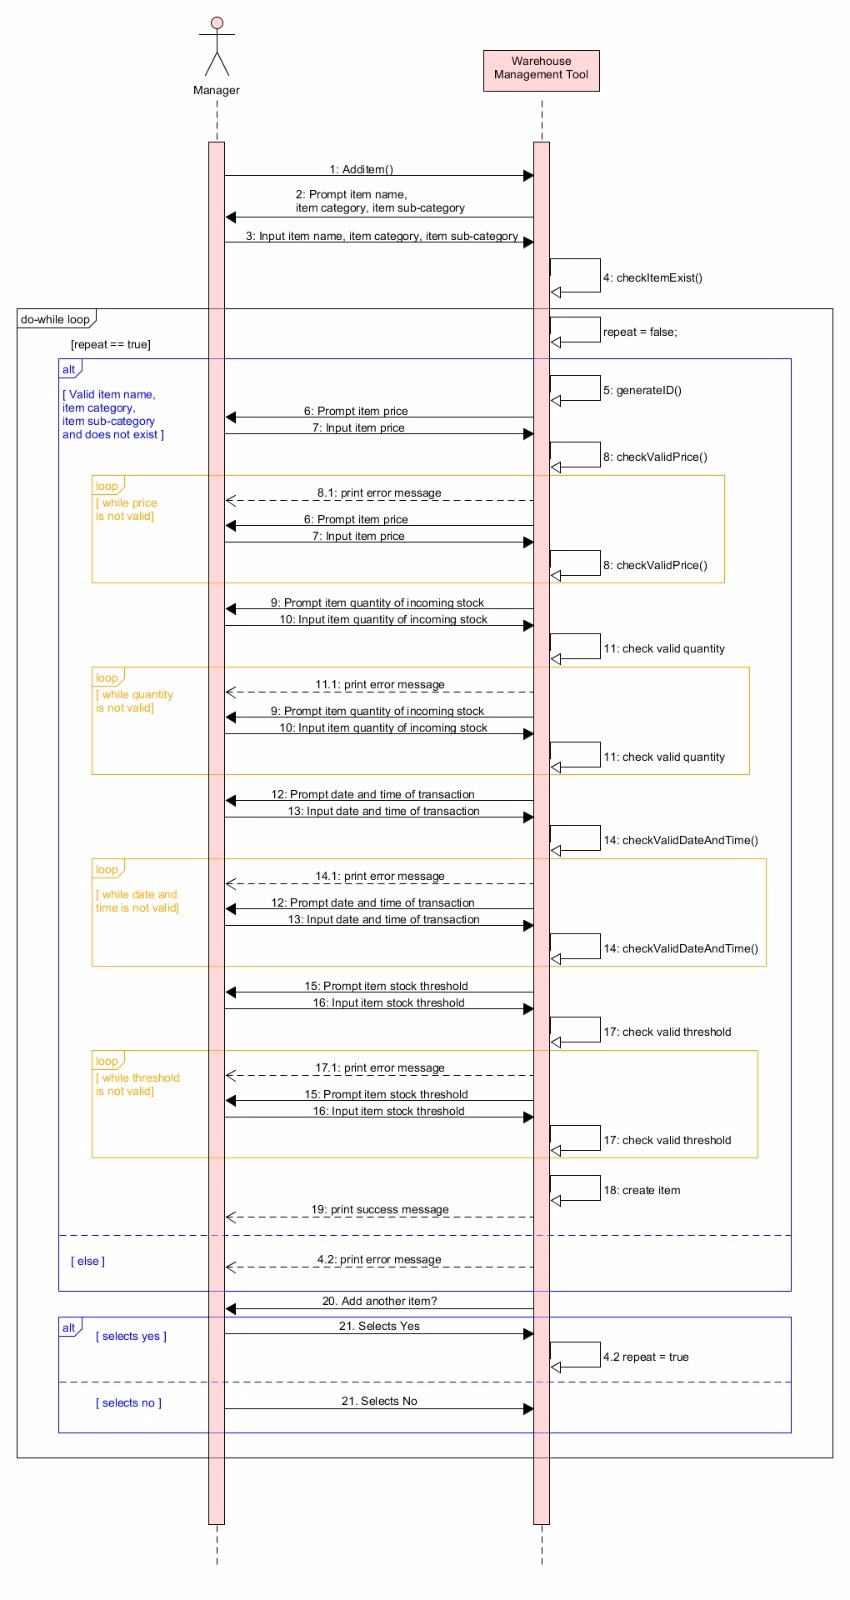 Manager
Warehouse
Management Tool
1: AddItem()
2: Prompt item name,
item category, item sub-category
3: Input item name, item category, item sub-category
4: checkItemExist()
do-while loop
repeat = false;
[repeat == true]
alt
[ Valid item name,
item category,
item sub-category
and does not exist ]
5: generateID()
6: Prompt item price
7: Input item price
8: checkValidPrice()
loop
[ while price
is not valid]
8.1: print error message
6: Prompt item price
7: Input item price
8: checkValidPrice()
9: Prompt item quantity of incoming stock
10: Input item quantity of incoming stock
11: check valid quantity
loop
[ while quantity
is not valid]
11.1: print error message
9: Prompt item quantity of incoming stock
10: Input item quantity of incoming stock
11: check valid quantity
12: Prompt date and time of transaction
13: Input date and time of transaction
14: checkValidDateAndTime()
loop
[ while date and
time is not valid]
14.1: print error message
12: Prompt date and time of transaction
13: Input date and time of transaction
14: checkValidDateAndTime()
15: Prompt item stock threshold
16: Input item stock threshold
17: check valid threshold
loop
[ while threshold
is not valid]
17.1: print error message
15: Prompt item stock threshold
16: Input item stock threshold
17: check valid threshold
18: create item
19: print success message
[ else ]
4.2: print error message
20. Add another item?
alt
[ selects yes ]
21. Selects Yes
4.2 repeat = true
[ selects no ]
21. Selects No